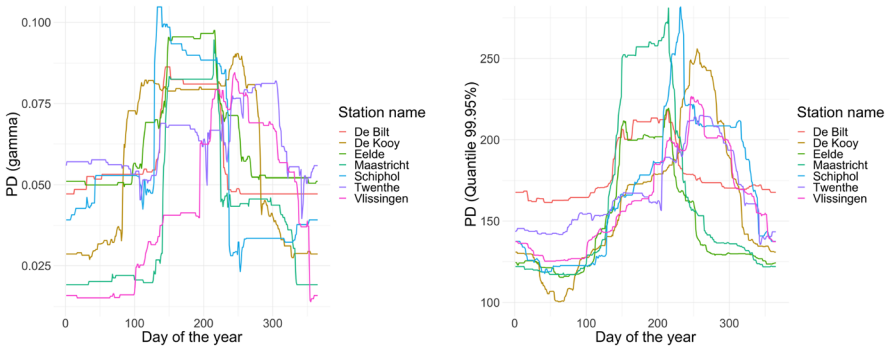 PD (gamma)
0.100
0.075
0.050
0.025
0
100
200
300
Day of the year
Station name
De Bilt
De Kooy
Eelde
Maastricht
Schiphol
Twenthe
Vlissingen
PD (Quantile 99.95%)
250
200
150
100
0
100
200
300
Day of the year
Station name
De Bilt
De Kooy
Eelde
Maastricht
Schiphol
Twenthe
Vlissingen